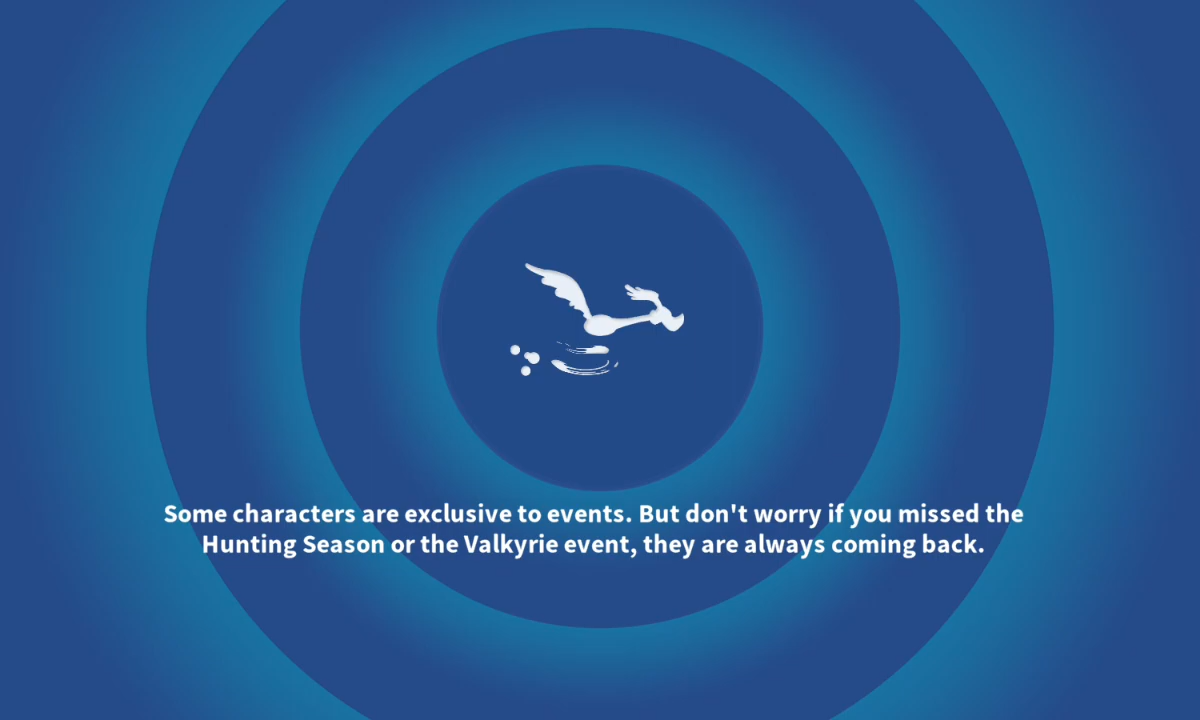 Some characters are exclusive to events. But don't worry if you missed the
Hunting Season or the Valkyrie event, they are always coming back.